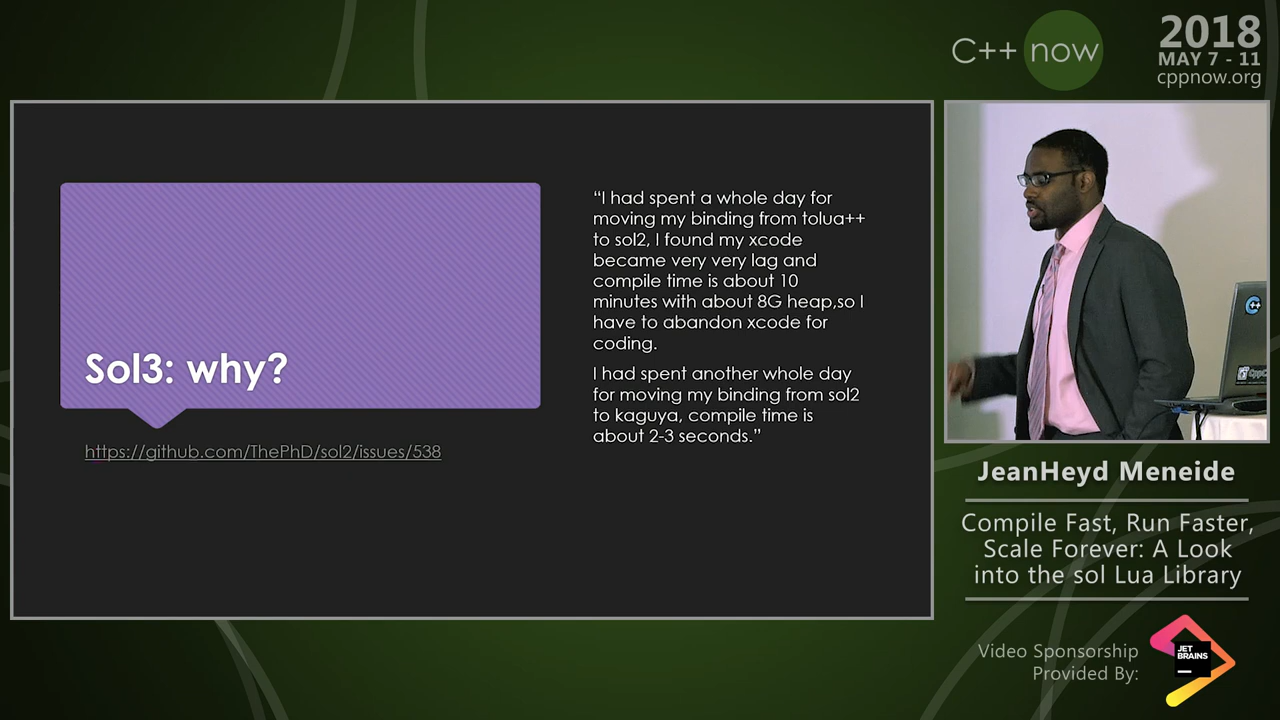 C++ now
2018
MAY 7 - 11
cppnow.org
Sol3: why?
https://github.com/ThePhD/sol2/issues/538
“I had spent a whole day for
moving my binding from tolua++
to sol2, I found my xcode
became very very lag and
compile time is about 10
minutes with about 8G heap,so I
have to abandon xcode for
coding.
I had spent another whole day
for moving my binding from sol2
to kaguya, compile time is
about 2-3 seconds.”
JeanHeyd Meneide
Compile Fast, Run Faster,
Scale Forever: A Look
into the sol Lua Library
Video Sponsorship
Provided By:
JET
BRAINS